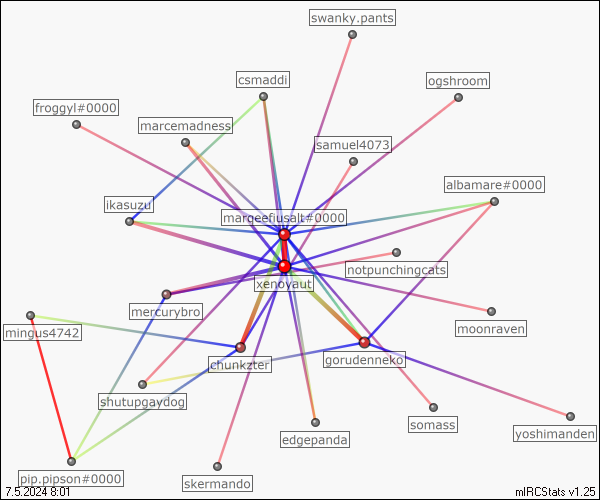 swanky.pants
csmaddi
ogshroom
froggyl#0000
marcemadness
samuel4073
albamare#0000
ikasuzu
marqeefiusalt#0000
notpunchingcats
xenoyaut
mercurybro
moonraven
mingus4742
chunkzter
gorudenneko
shutupgaydog
somass
yoshimanden
edgepanda
pip.pipson#0000
skermando
7.5.2024 8:01
mIRCStats v1.25